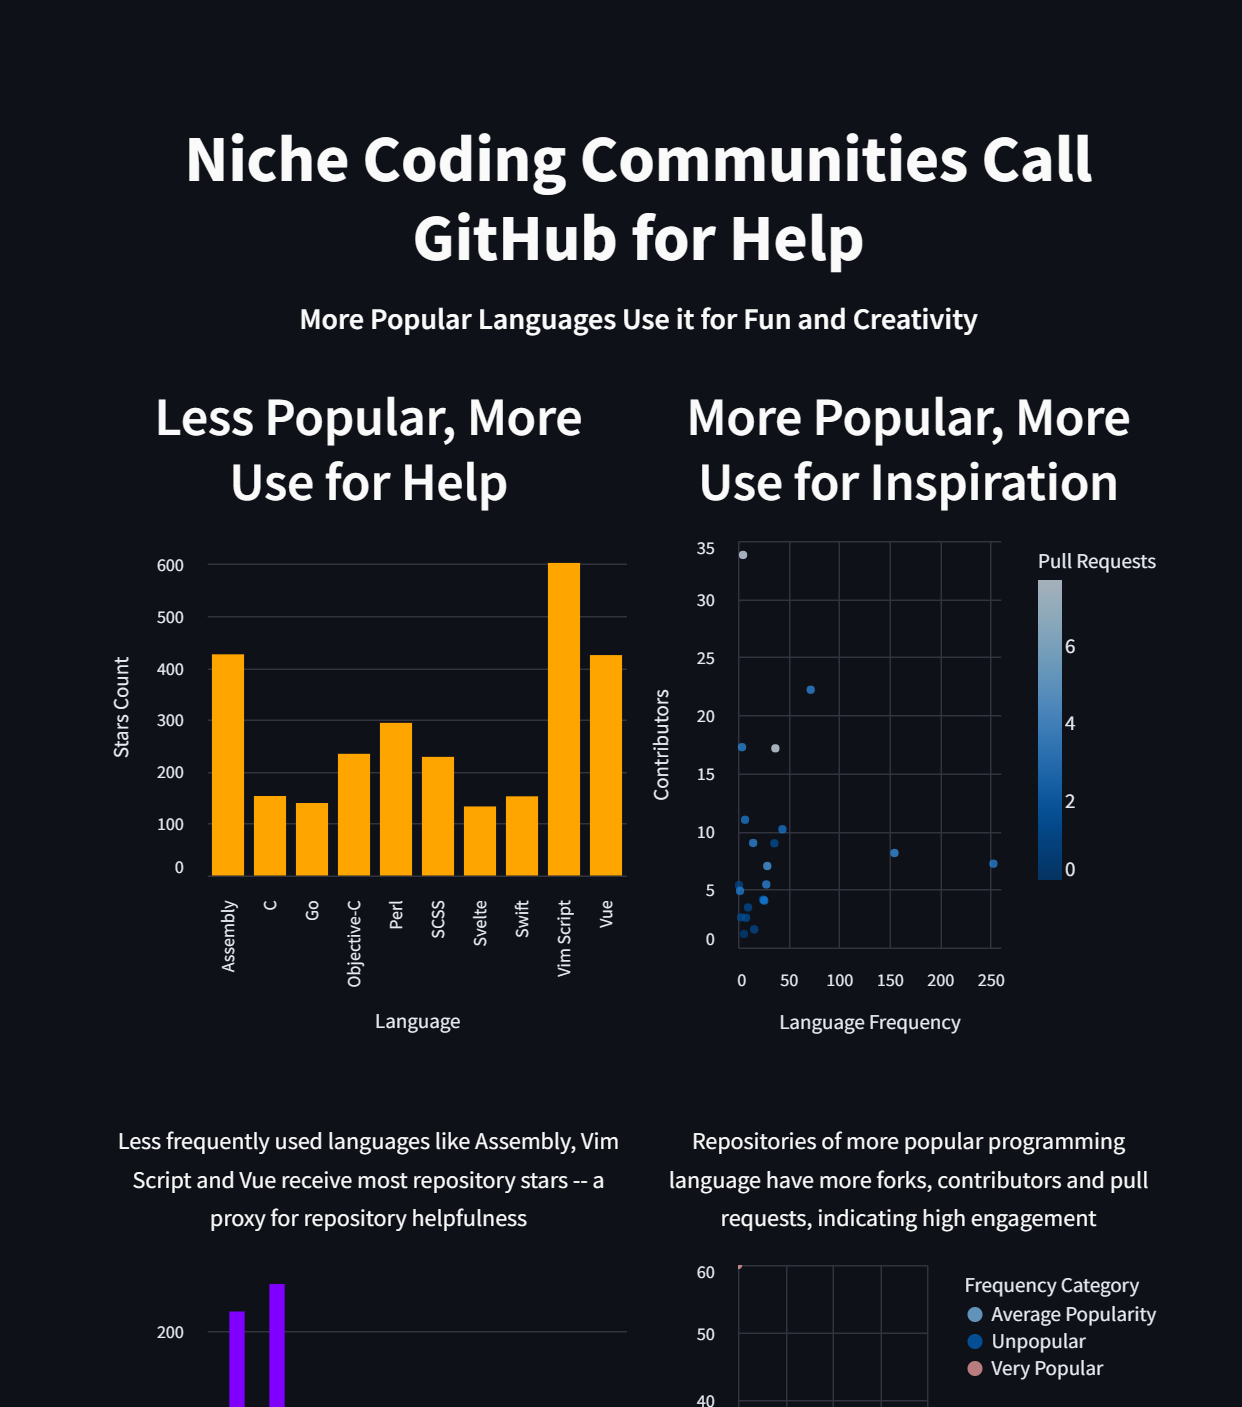 Niche Coding Communities Call
GitHub for Help
More Popular Languages Use it for Fun and Creativity
Less Popular, More
Use for Help
600
500
400
300
200
100
0
Stars Count
Assembly
C
Go
Objective-C
Perl
SCSS
Svelte
Swift
Vim Script
Vue
Language
Less frequently used languages like Assembly, Vim
Script and Vue receive most repository stars -- a
proxy for repository helpfulness
200
More Popular, More
Use for Inspiration
35
30
25
20
15
10
5
0
Contributors
0 50 100 150 200 250
Language Frequency
Pull Requests
6
4
2
0
Repositories of more popular programming
language have more forks, contributors and pull
requests, indicating high engagement
60
50
40
Frequency Category
Average Popularity
Unpopular
Very Popular